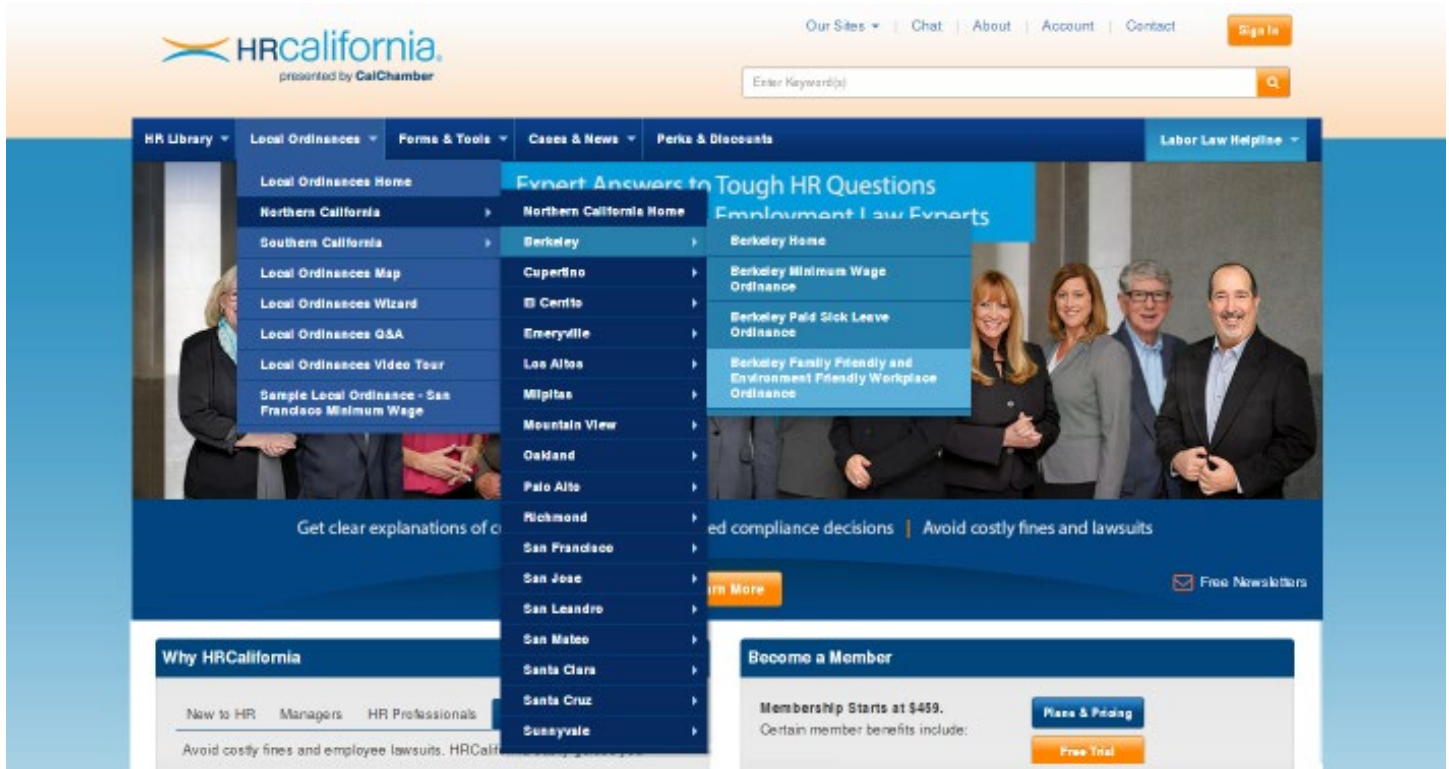 Our Sites | Chat | About | Account | Contact
Sign In
HRCalifornia.
presented by CalChamber
Enter Keyword(s)
HR Library
Local Ordinances
Forms & Tools
Cases & News
Perks & Discounts
Labor Law Helpline
Local Ordinances Home
Northern California
Southern California
Local Ordinances Map
Local Ordinances Wizard
Local Ordinances Q&A
Local Ordinances Video Tour
Sample Local Ordinance - San
Francisco Minimum Wage
Northern California Home
Berkeley
Cupertino
El Cerrito
Emeryville
Los Altos
Milpitas
Mountain View
Oakland
Palo Alto
Richmond
San Francisco
San Jose
San Leandro
San Mateo
Santa Clara
Santa Cruz
Sunnyvale
Berkeley Home
Berkeley Minimum Wage
Ordinance
Berkeley Paid Sick Leave
Ordinance
Berkeley Family Friendly and
Environment Friendly Workplace
Ordinance
Expert Answers to Tough HR Questions
Employment Law Experts
Get clear explanations of
compliance decisions | Avoid costly fines and lawsuits
More
Free Newsletters
Why HRCalifornia
New to HR Managers HR Professionals
Avoid costly fines and employee lawsuits.
Become a Member
Membership Starts at $459.
Certain member benefits include:
Plans & Pricing
Free Trial